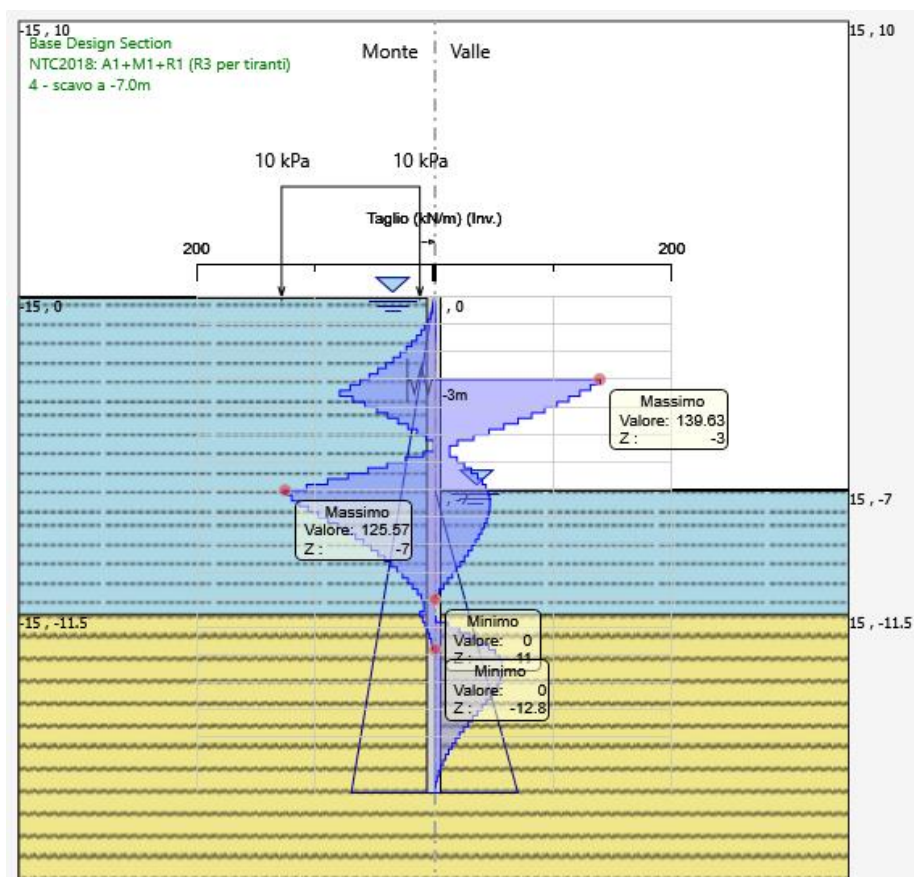 -15 , 10
15 , 10
Base Design Section
NTC2018: A1+M1+R1 (R3 per tiranti)
4 - scavo a -7.0m
Monte
Valle
10 kPa
10 kPa
Taglio (kN/m) (Inv.)
200
200
-15, 0
, 0
-3m
Massimo
Valore: 139.63
Z : -3
15 , -7
, -7
Massimo
Valore: 125.57
Z : -7
-15 , -11.5
15 , -11.5
Minimo
Valore: 0
Z : 11
Minimo
Valore: 0
Z : -12.8